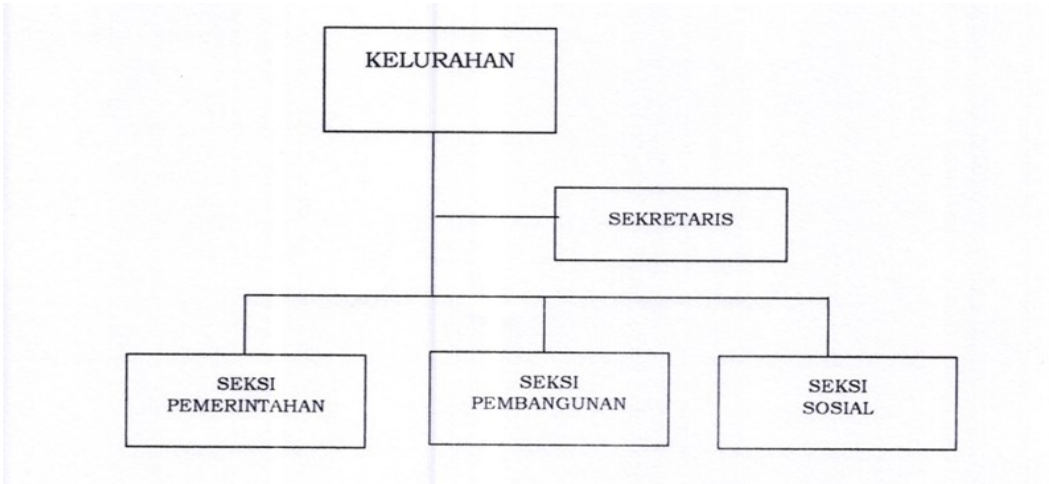 KELURAHAN
SEKRETARIS
SEKSI
PEMERINTAHAN
SEKSI
PEMBANGUNAN
SEKSI
SOSIAL